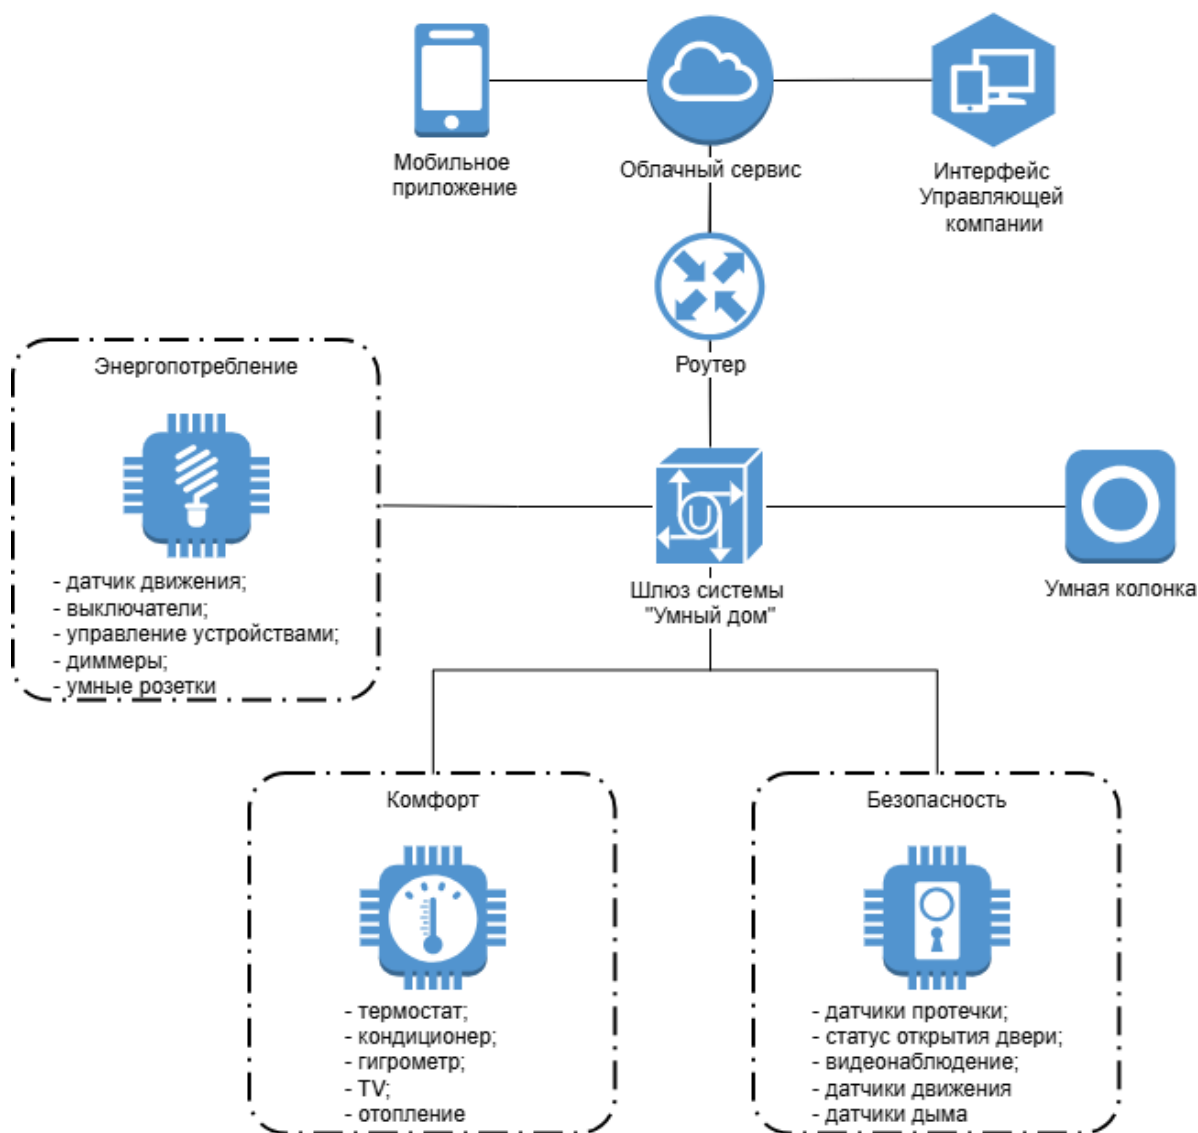 Мобильное
приложение
Облачный сервис
Интерфейс
Управляющей
компании
Роутер
Энергопотребление
- датчик движения;
- выключатели;
- управление устройствами;
- диммеры;
- умные розетки
U
Шлюз системы
"Умный дом"
Умная колонка
Комфорт
- термостат;
- кондиционер;
- гигрометр;
- TV;
- отопление
Безопасность
- датчики протечки;
- статус открытия двери;
- видеонаблюдение;
- датчики движения
- датчики дыма